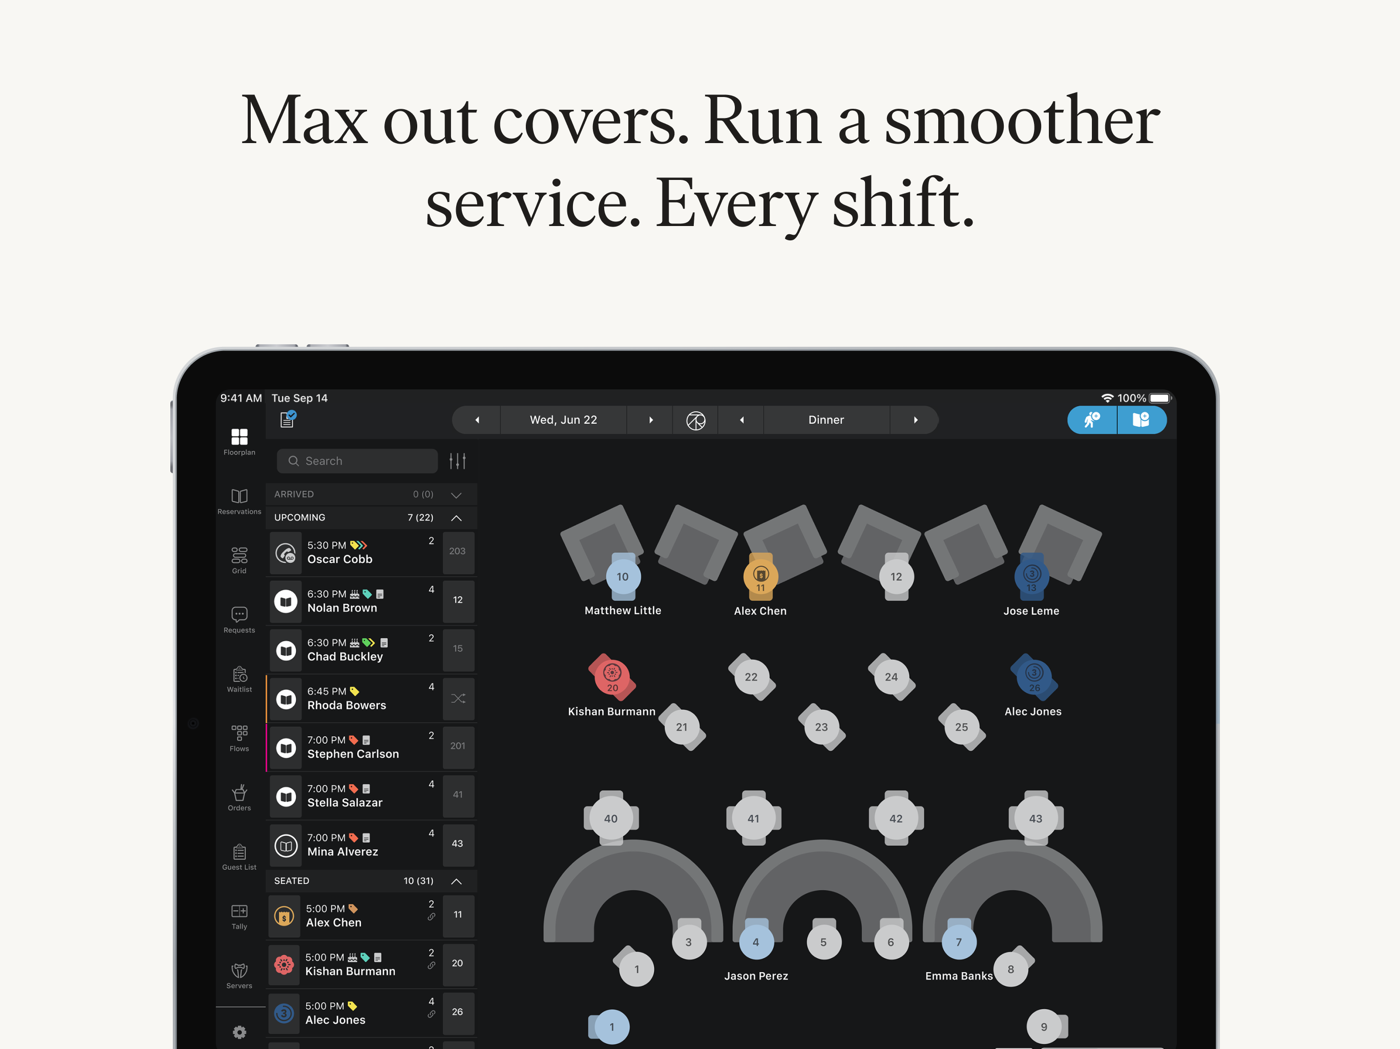 Max out covers. Run a smoother
service. Every shift.
9:41 AM Tue Sep 14
100%
Wed, Jun 22
Dinner
Floorplan
Reservations
Grid
Requests
Waitlist
Flows
Orders
Guest List
Tally
Servers
Search
ARRIVED 0 (0)
UPCOMING 7 (22)
5:30 PM 2
Oscar Cobb 203
6:30 PM 4
Nolan Brown 12
6:30 PM 2
Chad Buckley 15
6:45 PM 4
Rhoda Bowers
7:00 PM 2
Stephen Carlson 201
7:00 PM 4
Stella Salazar 41
7:00 PM 4
Mina Alverez 43
SEATED 10 (31)
5:00 PM 2
Alex Chen 11
5:00 PM 2
Kishan Burmann 20
5:00 PM 4
3
Alec Jones 26
10
11
12
3
13
Matthew Little
Alex Chen
Jose Leme
20
22
24
3
26
Kishan Burmann
Alec Jones
21
23
25
40
41
42
43
3
4
5
6
7
1
8
Jason Perez
Emma Banks
1
9